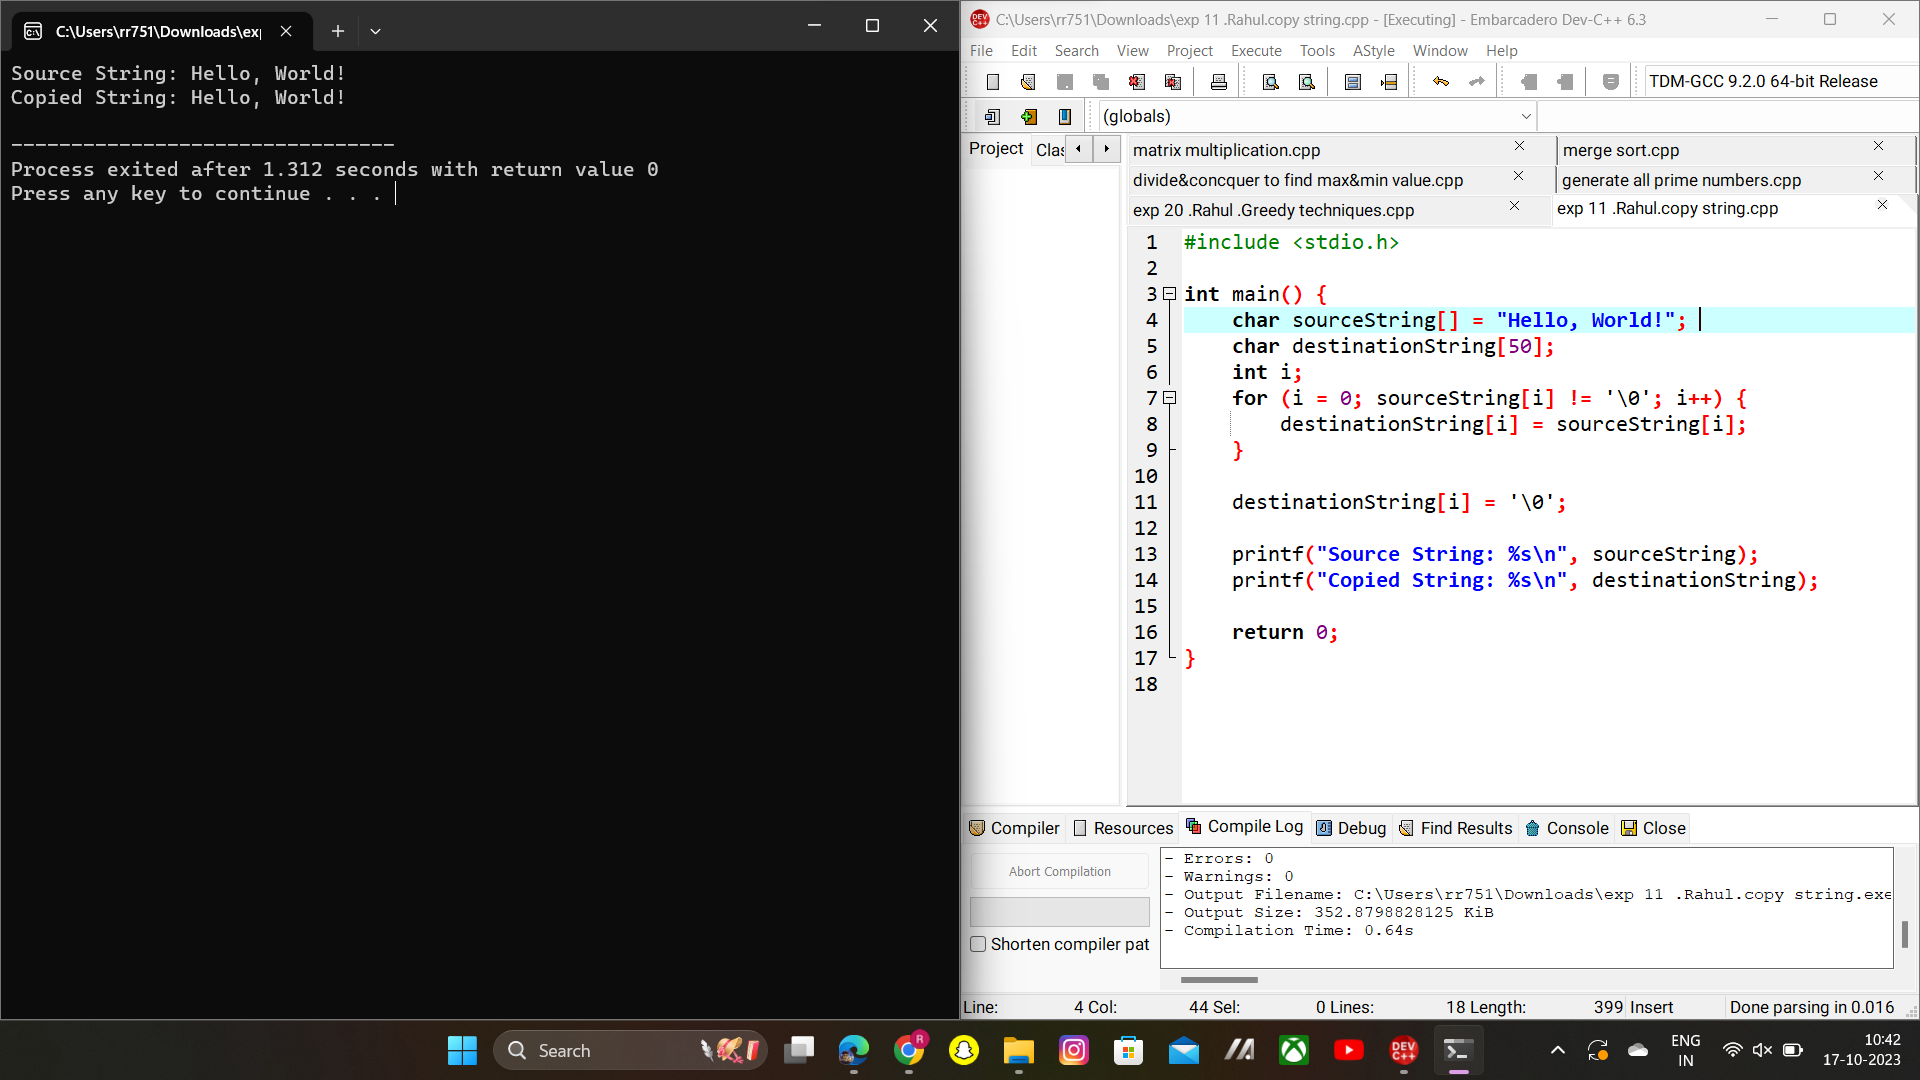 C:\Users\rr751\Downloads\exp
Source String: Hello, World!
Copied String: Hello, World!
--------------------------------
Process exited after 1.312 seconds with return value 0
Press any key to continue . . .
C:\Users\rr751\Downloads\exp 11 .Rahul.copy string.cpp - [Executing] - Embarcadero Dev-C++ 6.3
File Edit Search View Project Execute Tools AStyle Window Help
TDM-GCC 9.2.0 64-bit Release
(globals)
Project Clas
matrix multiplication.cpp
merge sort.cpp
divide&concquer to find max&min value.cpp
generate all prime numbers.cpp
exp 20 .Rahul .Greedy techniques.cpp
exp 11 .Rahul.copy string.cpp
1 #include <stdio.h>
2
3 int main() {
4 char sourceString[] = "Hello, World!";
5 char destinationString[50];
6 int i;
7 for (i = 0; sourceString[i] != '\0'; i++) {
8 destinationString[i] = sourceString[i];
9 }
10
11 destinationString[i] = '\0';
12
13 printf("Source String: %s\n", sourceString);
14 printf("Copied String: %s\n", destinationString);
15
16 return 0;
17 }
18
Compiler Resources Compile Log Debug Find Results Console Close
Abort Compilation
Shorten compiler pat
- Errors: 0
- Warnings: 0
- Output Filename: C:\Users\rr751\Downloads\exp 11 .Rahul.copy string.exe
- Output Size: 352.8798828125 KiB
- Compilation Time: 0.64s
Line: 4 Col: 44 Sel: 0 Lines: 18 Length: 399 Insert Done parsing in 0.016
Search
R
DEV C++
ENG
IN
10:42
17-10-2023